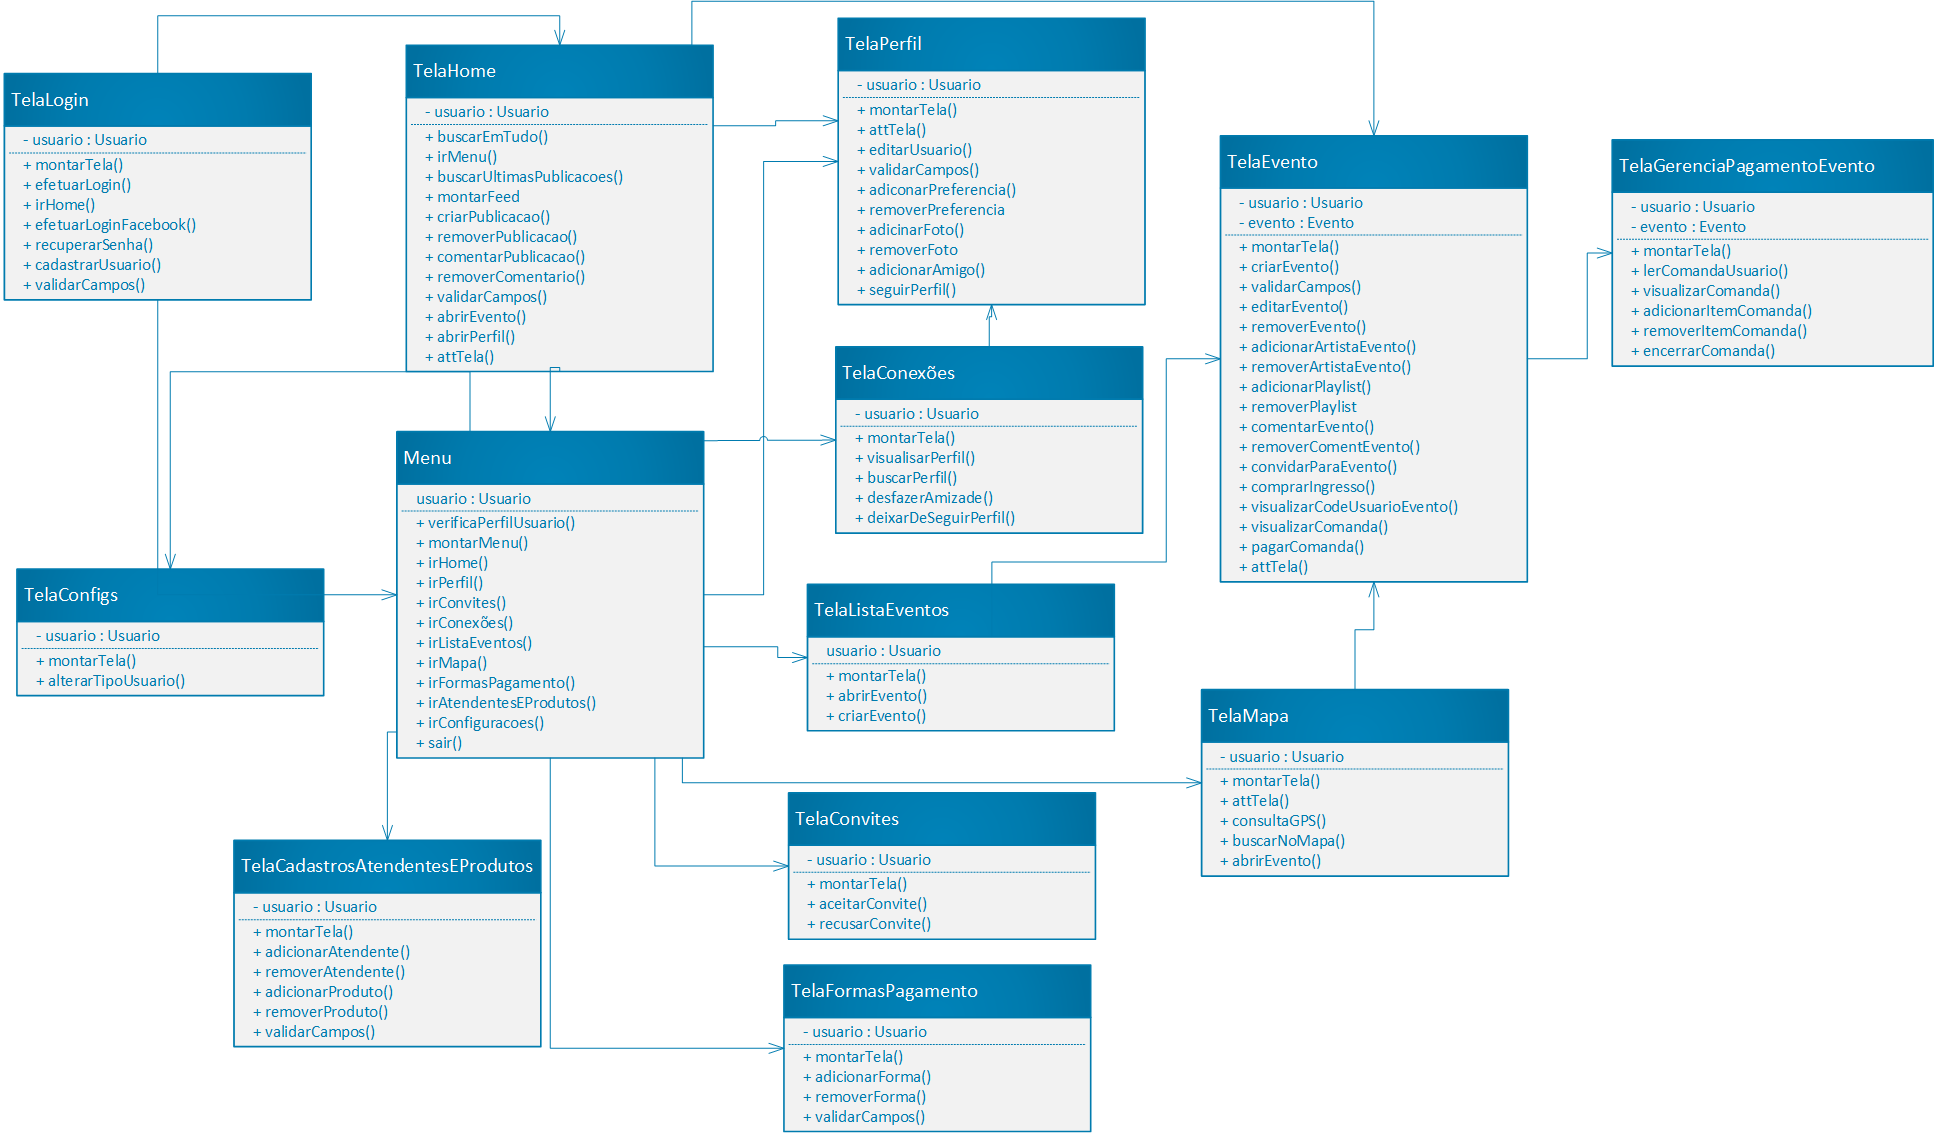 TelaLogin
- usuario : Usuario
+ montarTela()
+ efetuarLogin()
+ irHome()
+ efetuarLoginFacebook()
+ recuperarSenha()
+ cadastrarUsuario()
+ validarCampos()
TelaHome
- usuario : Usuario
+ buscarEmTudo()
+ irMenu()
+ buscarUltimasPublicacoes()
+ montarFeed
+ criarPublicacao()
+ removerPublicacao()
+ comentarPublicacao()
+ removerComentario()
+ validarCampos()
+ abrirEvento()
+ abrirPerfil()
+ attTela()
TelaPerfil
- usuario : Usuario
+ montarTela()
+ attTela()
+ editarUsuario()
+ validarCampos()
+ adiconarPreferencia()
+ removerPreferencia
+ adicinarFoto()
+ removerFoto
+ adicionarAmigo()
+ seguirPerfil()
TelaEvento
- usuario : Usuario
- evento : Evento
+ montarTela()
+ criarEvento()
+ validarCampos()
+ editarEvento()
+ removerEvento()
+ adicionarArtistaEvento()
+ removerArtistaEvento()
+ adicionarPlaylist()
+ removerPlaylist
+ comentarEvento()
+ removerComentEvento()
+ convidarParaEvento()
+ comprarIngresso()
+ visualizarCodeUsuarioEvento()
+ visualizarComanda()
+ pagarComanda()
+ attTela()
TelaGerenciaPagamentoEvento
- usuario : Usuario
- evento : Evento
+ montarTela()
+ lerComandaUsuario()
+ visualizarComanda()
+ adicionarItemComanda()
+ removerItemComanda()
+ encerrarComanda()
TelaConexões
- usuario : Usuario
+ montarTela()
+ visualisarPerfil()
+ buscarPerfil()
+ desfazerAmizade()
+ deixarDeSeguirPerfil()
Menu
usuario : Usuario
+ verificaPerfilUsuario()
+ montarMenu()
+ irHome()
+ irPerfil()
+ irConvites()
+ irConexões()
+ irListaEventos()
+ irMapa()
+ irFormasPagamento()
+ irAtendentesEProdutos()
+ irConfiguracoes()
+ sair()
TelaConfigs
- usuario : Usuario
+ montarTela()
+ alterarTipoUsuario()
TelaListaEventos
usuario : Usuario
+ montarTela()
+ abrirEvento()
+ criarEvento()
TelaMapa
- usuario : Usuario
+ montarTela()
+ attTela()
+ consultaGPS()
+ buscarNoMapa()
+ abrirEvento()
TelaConvites
- usuario : Usuario
+ montarTela()
+ aceitarConvite()
+ recusarConvite()
TelaCadastrosAtendentesEProdutos
- usuario : Usuario
+ montarTela()
+ adicionarAtendente()
+ removerAtendente()
+ adicionarProduto()
+ removerProduto()
+ validarCampos()
TelaFormasPagamento
- usuario : Usuario
+ montarTela()
+ adicionarForma()
+ removerForma()
+ validarCampos()